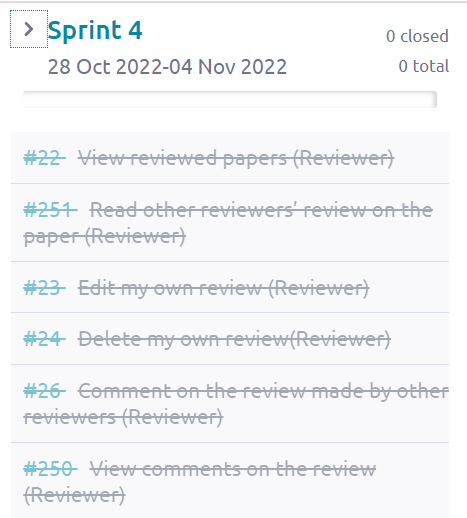 Sprint 4
0 closed
28 Oct 2022-04 Nov 2022
0 total
#22 View reviewed papers (Reviewer)
#251 Read other reviewers' review on the
paper (Reviewer)
#23 Edit my own review (Reviewer)
#24 Delete my own review(Reviewer)
#26 Comment on the review made by other
reviewers (Reviewer)
#250 View comments on the review
(Reviewer)